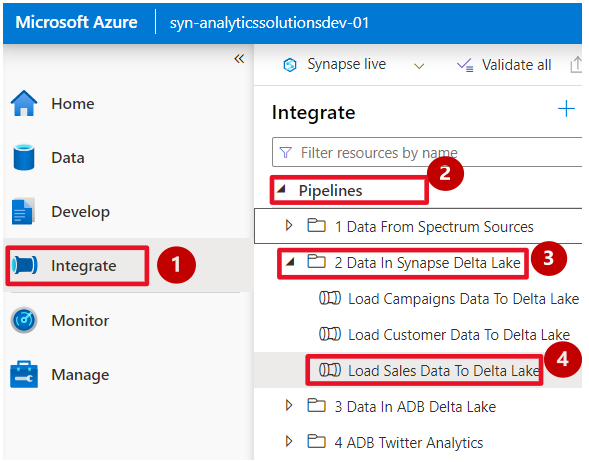 Microsoft Azure syn-analyticssolutionsdev-01
«
Synapse live
Validate all
Home
Data
Develop
Integrate
1
Monitor
Manage
Integrate
+
Filter resources by name
2
Pipelines
1 Data From Spectrum Sources
2 Data In Synapse Delta Lake
3
Load Campaigns Data To Delta Lake
Load Customer Data To Delta Lake
Load Sales Data To Delta Lake
4
3 Data In ADB Delta Lake
4 ADB Twitter Analytics